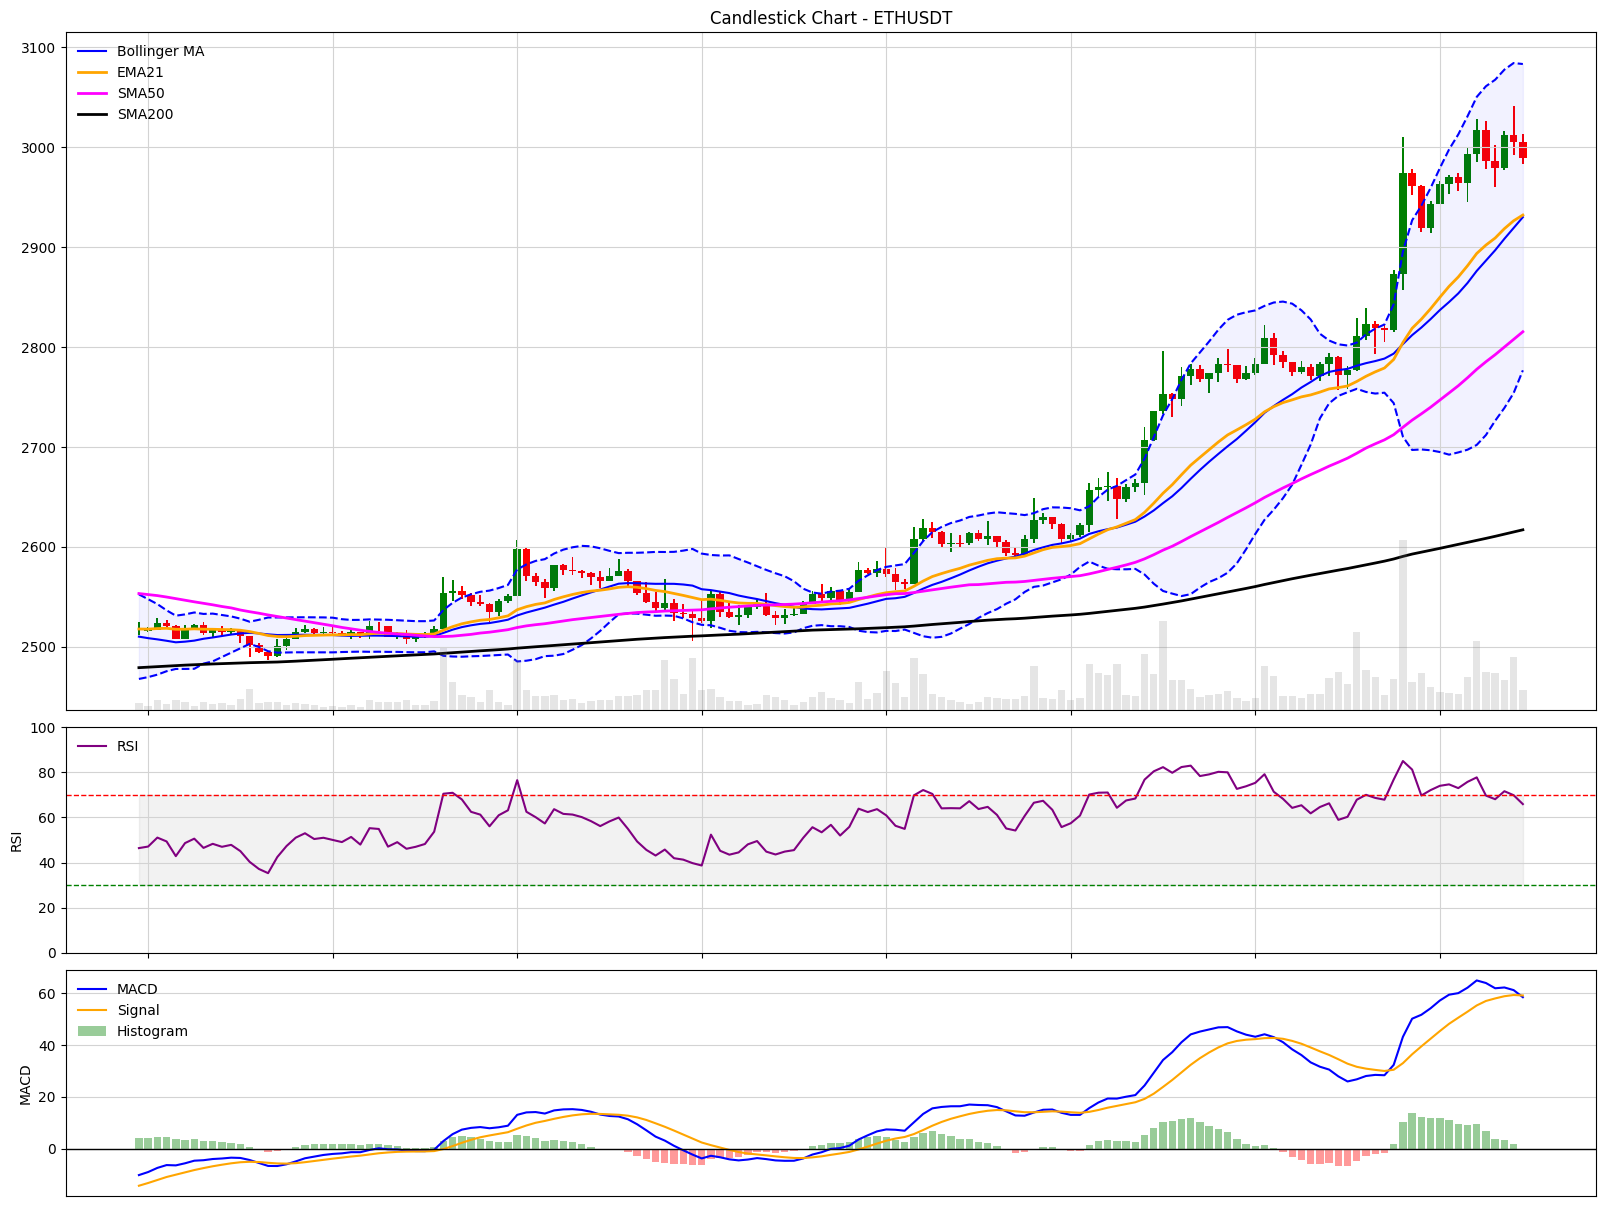 Candlestick Chart - ETHUSDT
3100
3000
2900
2800
2700
2600
2500
Bollinger MA
EMA21
SMA50
SMA200
100
80
60
40
20
0
RSI
RSI
60
40
20
0
MACD
MACD
Signal
Histogram